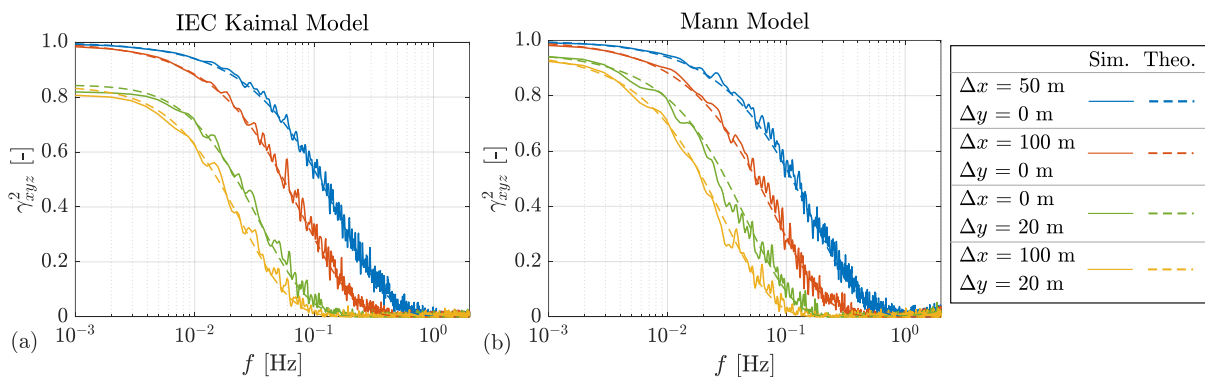 IEC Kaimal Model
1.0
0.8
0.6
0.4
0.2
0
γ²xyz [-]
10⁻³ 10⁻² 10⁻¹ 10⁰
(a)
f [Hz]
Mann Model
1.0
0.8
0.6
0.4
0.2
0
γ²xyz [-]
10⁻³ 10⁻² 10⁻¹ 10⁰
(b)
f [Hz]
Sim. Theo.
Δx = 50 m
Δy = 0 m
Δx = 100 m
Δy = 0 m
Δx = 0 m
Δy = 20 m
Δx = 100 m
Δy = 20 m